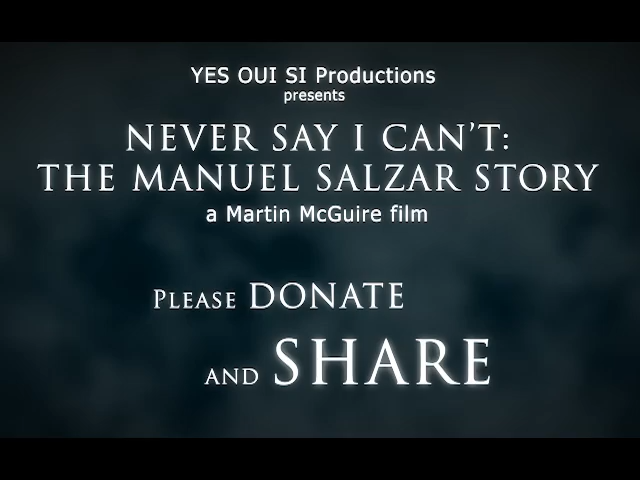 YES OUI SI Productions
presents
NEVER SAY I CAN'T:
THE MANUEL SALZAR STORY
a Martin McGuire film
PLEASE DONATE
AND SHARE